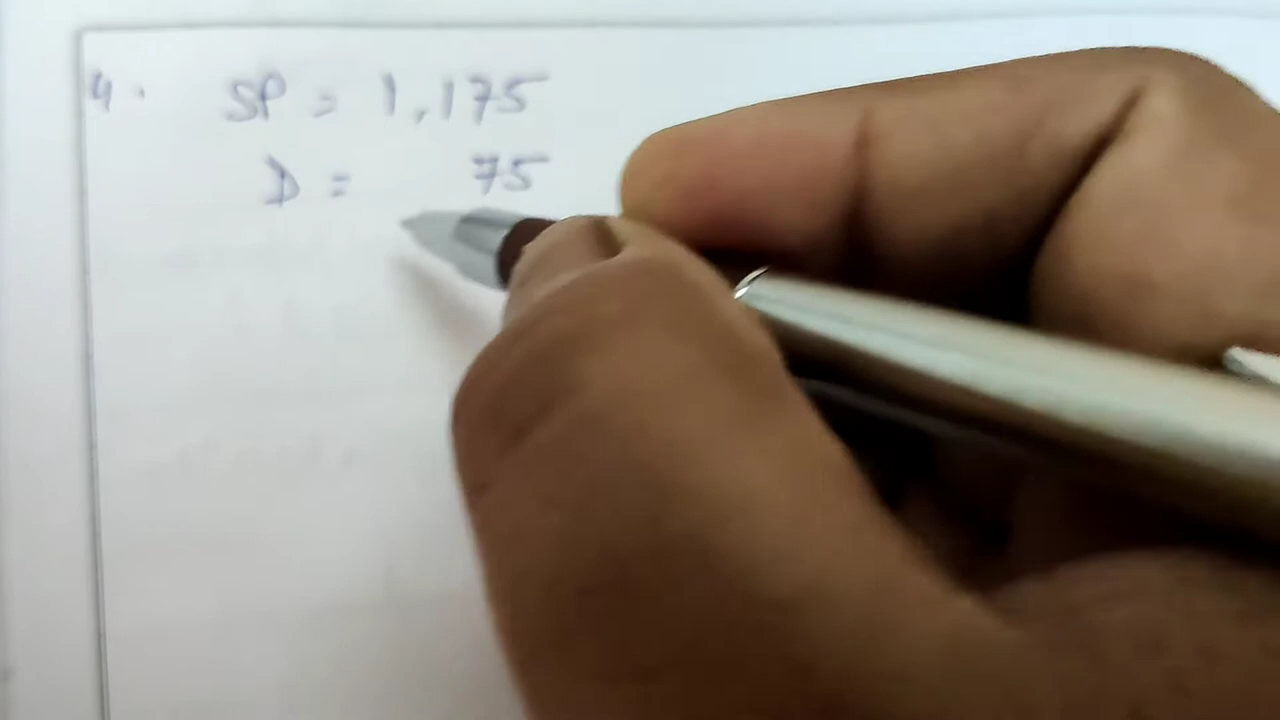 4. SP = 1,175
D = 75